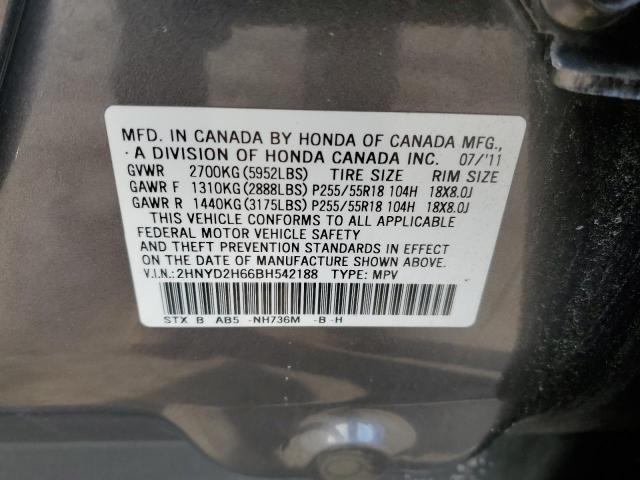 MFD. IN CANADA BY HONDA OF CANADA MFG.,
A DIVISION OF HONDA CANADA INC. 07/'11
GVWR 2700KG(5952LBS) TIRE SIZE RIM SIZE
GAWR F 1310KG(2888LBS) P255/55R18 104H 18X8.0J
GAWR R 1440KG(3175LBS) P255/55R18 104H 18X8.0J
THIS VEHICLE CONFORMS TO ALL APPLICABLE
FEDERAL MOTOR VEHICLE SAFETY
AND THEFT PREVENTION STANDARDS IN EFFECT
ON THE DATE OF MANUFACTURE SHOWN ABOVE.
V.I.N.:2HNYD2H66BH542188 TYPE: MPV
STX B AB5 -NH736M -B-H